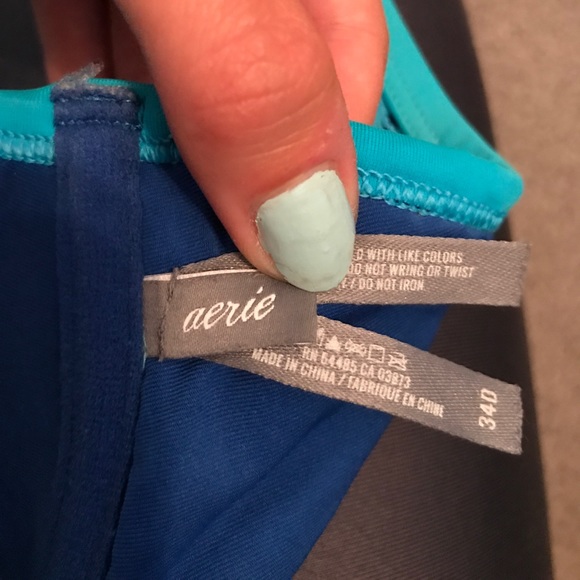 WITH LIKE COLORS
DO NOT WRING OR TWIST
/ DO NOT IRON
aerie
RN 54485 CA 03873
MADE IN CHINA / FABRIQUE EN CHINE
34D